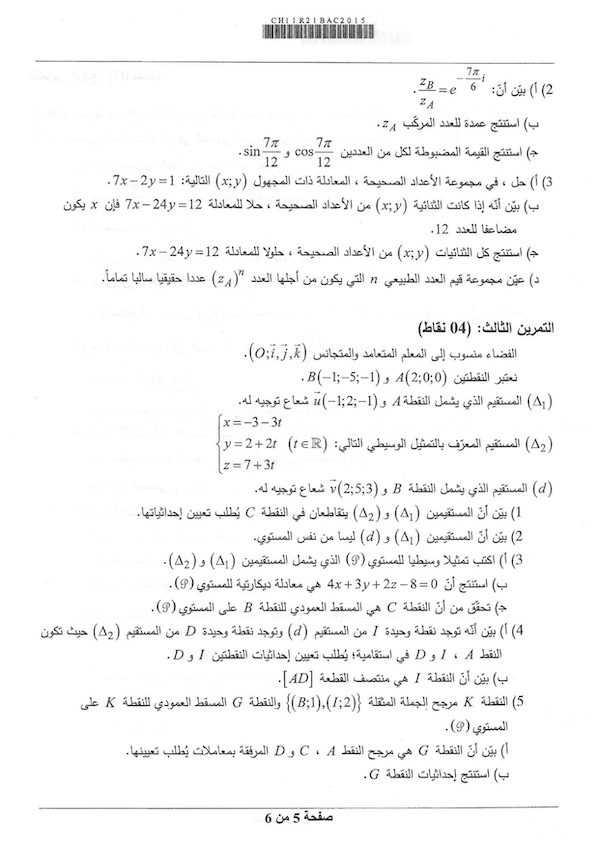 CH11R21BAC2015
2) أ) بيّن أنّ: $\frac{z_B}{z_A} = e^{-\frac{7\pi}{6}i}$ .
ب) استنتج عمدة للعدد المركّب $z_A$ .
ج) استنتج القيمة المضبوطة لكل من العددين $\cos\frac{7\pi}{12}$ و $\sin\frac{7\pi}{12}$ .
3) أ) حل ، في مجموعة الأعداد الصحيحة ، المعادلة ذات المجهول $(x;y)$ التالية: $7x-2y=1$ .
ب) بيّن أنّه إذا كانت الثنائية $(x;y)$ من الأعداد الصحيحة ، حلا للمعادلة $7x-24y=12$ فإن $x$ يكون
مضاعفا للعدد 12.
ج) استنتج كل الثنائيات $(x;y)$ من الأعداد الصحيحة ، حلولا للمعادلة $7x-24y=12$ .
د) عيّن مجموعة قيم العدد الطبيعي $n$ التي يكون من أجلها العدد $(z_A)^n$ عددا حقيقيا سالبا تماماً.
التمرين الثالث: (04 نقاط)
الفضاء منسوب إلى المعلم المتعامد والمتجانس $(O;\vec{i},\vec{j},\vec{k})$.
نعتبر النقطتين $A(2;0;0)$ و $B(-1;-5;-1)$ .
$(\Delta_1)$ المستقيم الذي يشمل النقطة $A$ و $\vec{u}(-1;2;-1)$ شعاع توجيه له.
$(\Delta_2)$ المستقيم المعرّف بالتمثيل الوسيطي التالي: $\begin{cases} x=-3-3t \\ y=2+2t \\ z=7+3t \end{cases} (t\in\mathbb{R})$
$(d)$ المستقيم الذي يشمل النقطة $B$ و $\vec{v}(2;5;3)$ شعاع توجيه له.
1) بيّن أنّ المستقيمين $(\Delta_1)$ و $(\Delta_2)$ يتقاطعان في النقطة $C$ يُطلب تعيين إحداثياتها.
2) بيّن أنّ المستقيمين $(\Delta_1)$ و $(d)$ ليسا من نفس المستوي.
3) أ) اكتب تمثيلا وسيطيا للمستوي $(\mathcal{P})$ الذي يشمل المستقيمين $(\Delta_1)$ و $(\Delta_2)$.
ب) استنتج أنّ $4x+3y+2z-8=0$ هي معادلة ديكارتية للمستوي $(\mathcal{P})$.
ج) تحقّق من أنّ النقطة $C$ هي المسقط العمودي للنقطة $B$ على المستوي $(\mathcal{P})$.
4) أ) بيّن أنّه توجد نقطة وحيدة $I$ من المستقيم $(d)$ وتوجد نقطة وحيدة $D$ من المستقيم $(\Delta_2)$ حيث تكون
النقط $A$ ، $I$ و $D$ في استقامية؛ يُطلب تعيين إحداثيات النقطتين $I$ و $D$.
ب) بيّن أنّ النقطة $I$ هي منتصف القطعة $[AD]$.
5) النقطة $K$ مرجح الجملة المثقلة $\{(B;1),(I;2)\}$ والنقطة $G$ المسقط العمودي للنقطة $K$ على
المستوي $(\mathcal{P})$.
أ) بيّن أنّ النقطة $G$ هي مرجح النقط $A$ ، $C$ و $D$ المرفقة بمعاملات يُطلب تعيينها.
ب) استنتج إحداثيات النقطة $G$ .
صفحة 5 من 6